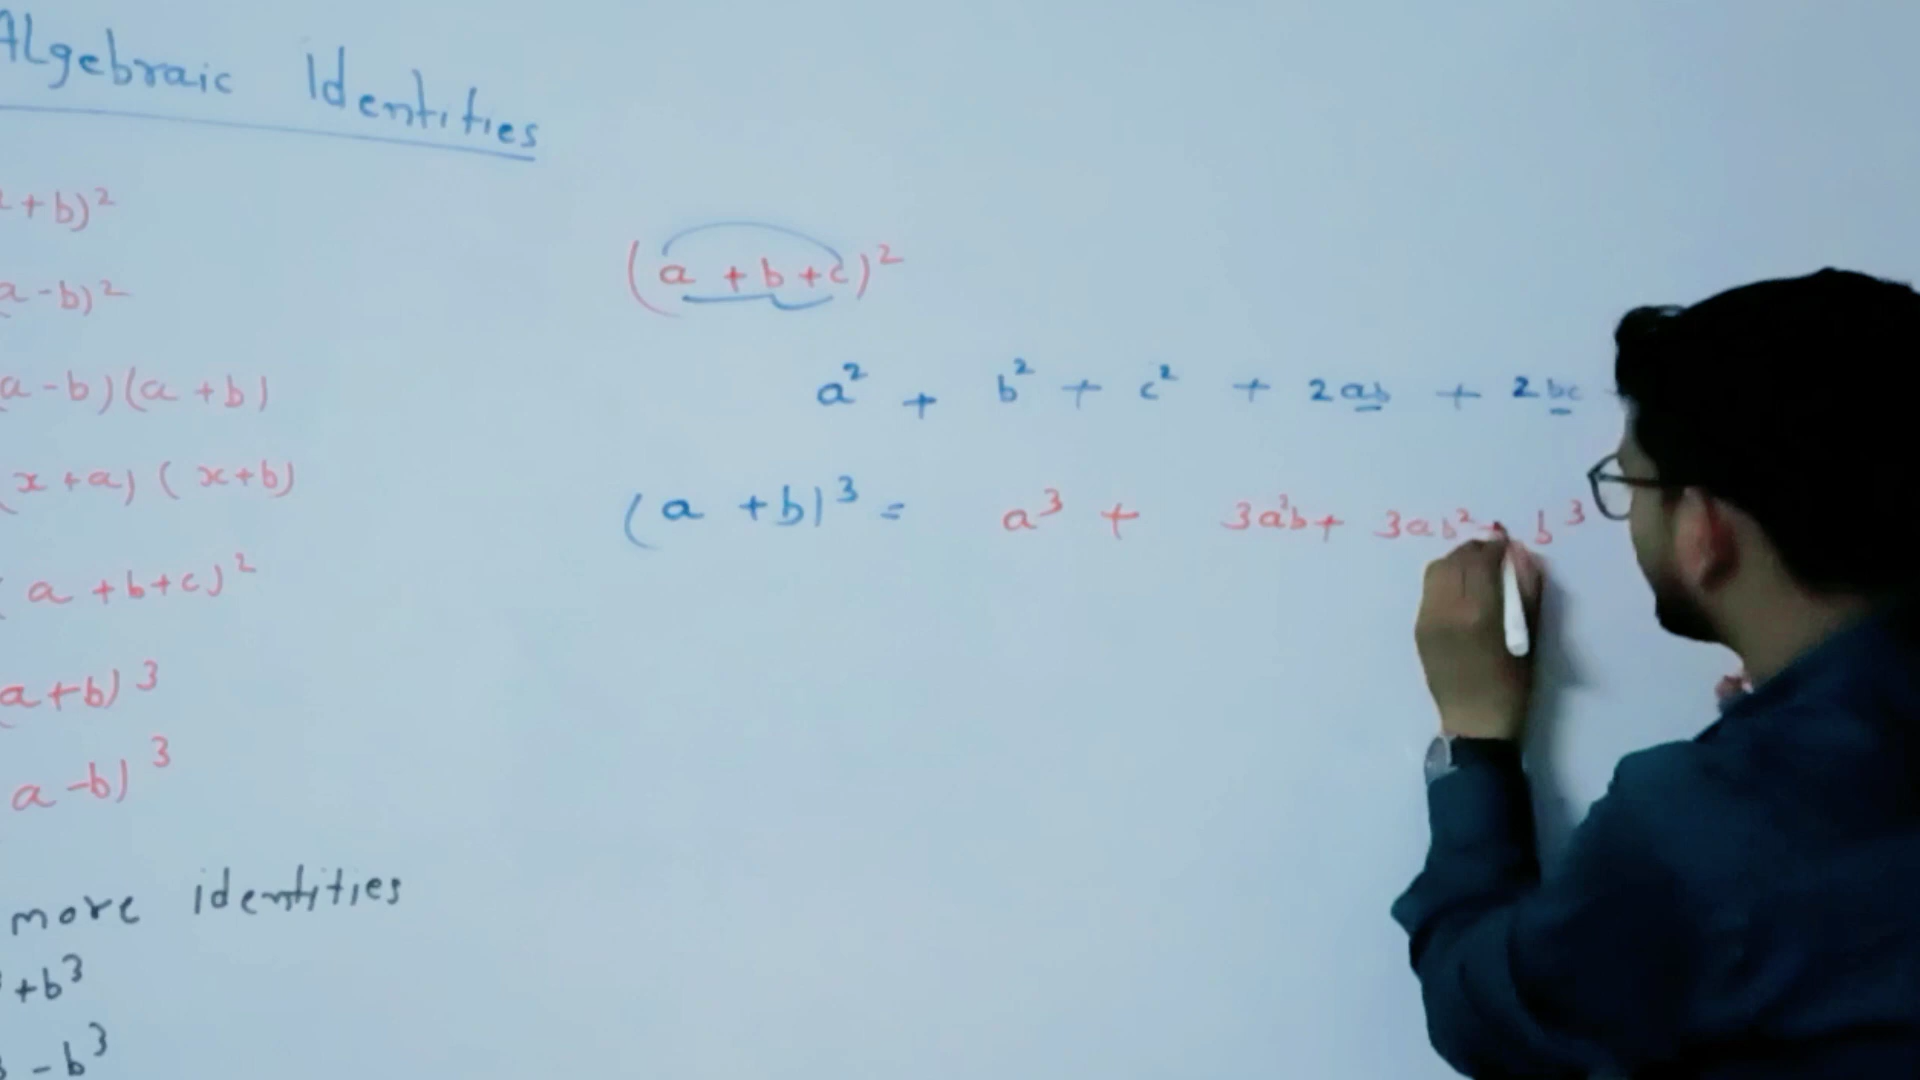 Algebraic Identities
+b)²
a-b)²
a-b)(a+b)
(x+a)(x+b)
(a+b+c)²
a+b)³
a-b)³
more identities
+b³
-b³
(a+b+c)²
a² + b² + c² + 2ab + 2bc
(a+b)³ = a³ + 3a²b + 3ab² + b³